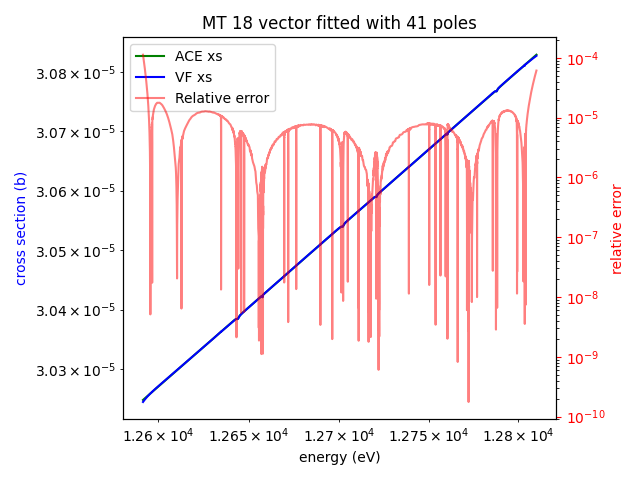 MT 18 vector fitted with 41 poles
ACE xs
VF xs
Relative error
3.08 × 10⁻⁵
3.07 × 10⁻⁵
3.06 × 10⁻⁵
3.05 × 10⁻⁵
3.04 × 10⁻⁵
3.03 × 10⁻⁵
cross section (b)
10⁻⁴
10⁻⁵
10⁻⁶
10⁻⁷
10⁻⁸
10⁻⁹
10⁻¹⁰
relative error
1.26 × 10⁴ 1.265 × 10⁴ 1.27 × 10⁴ 1.275 × 10⁴ 1.28 × 10⁴
energy (eV)